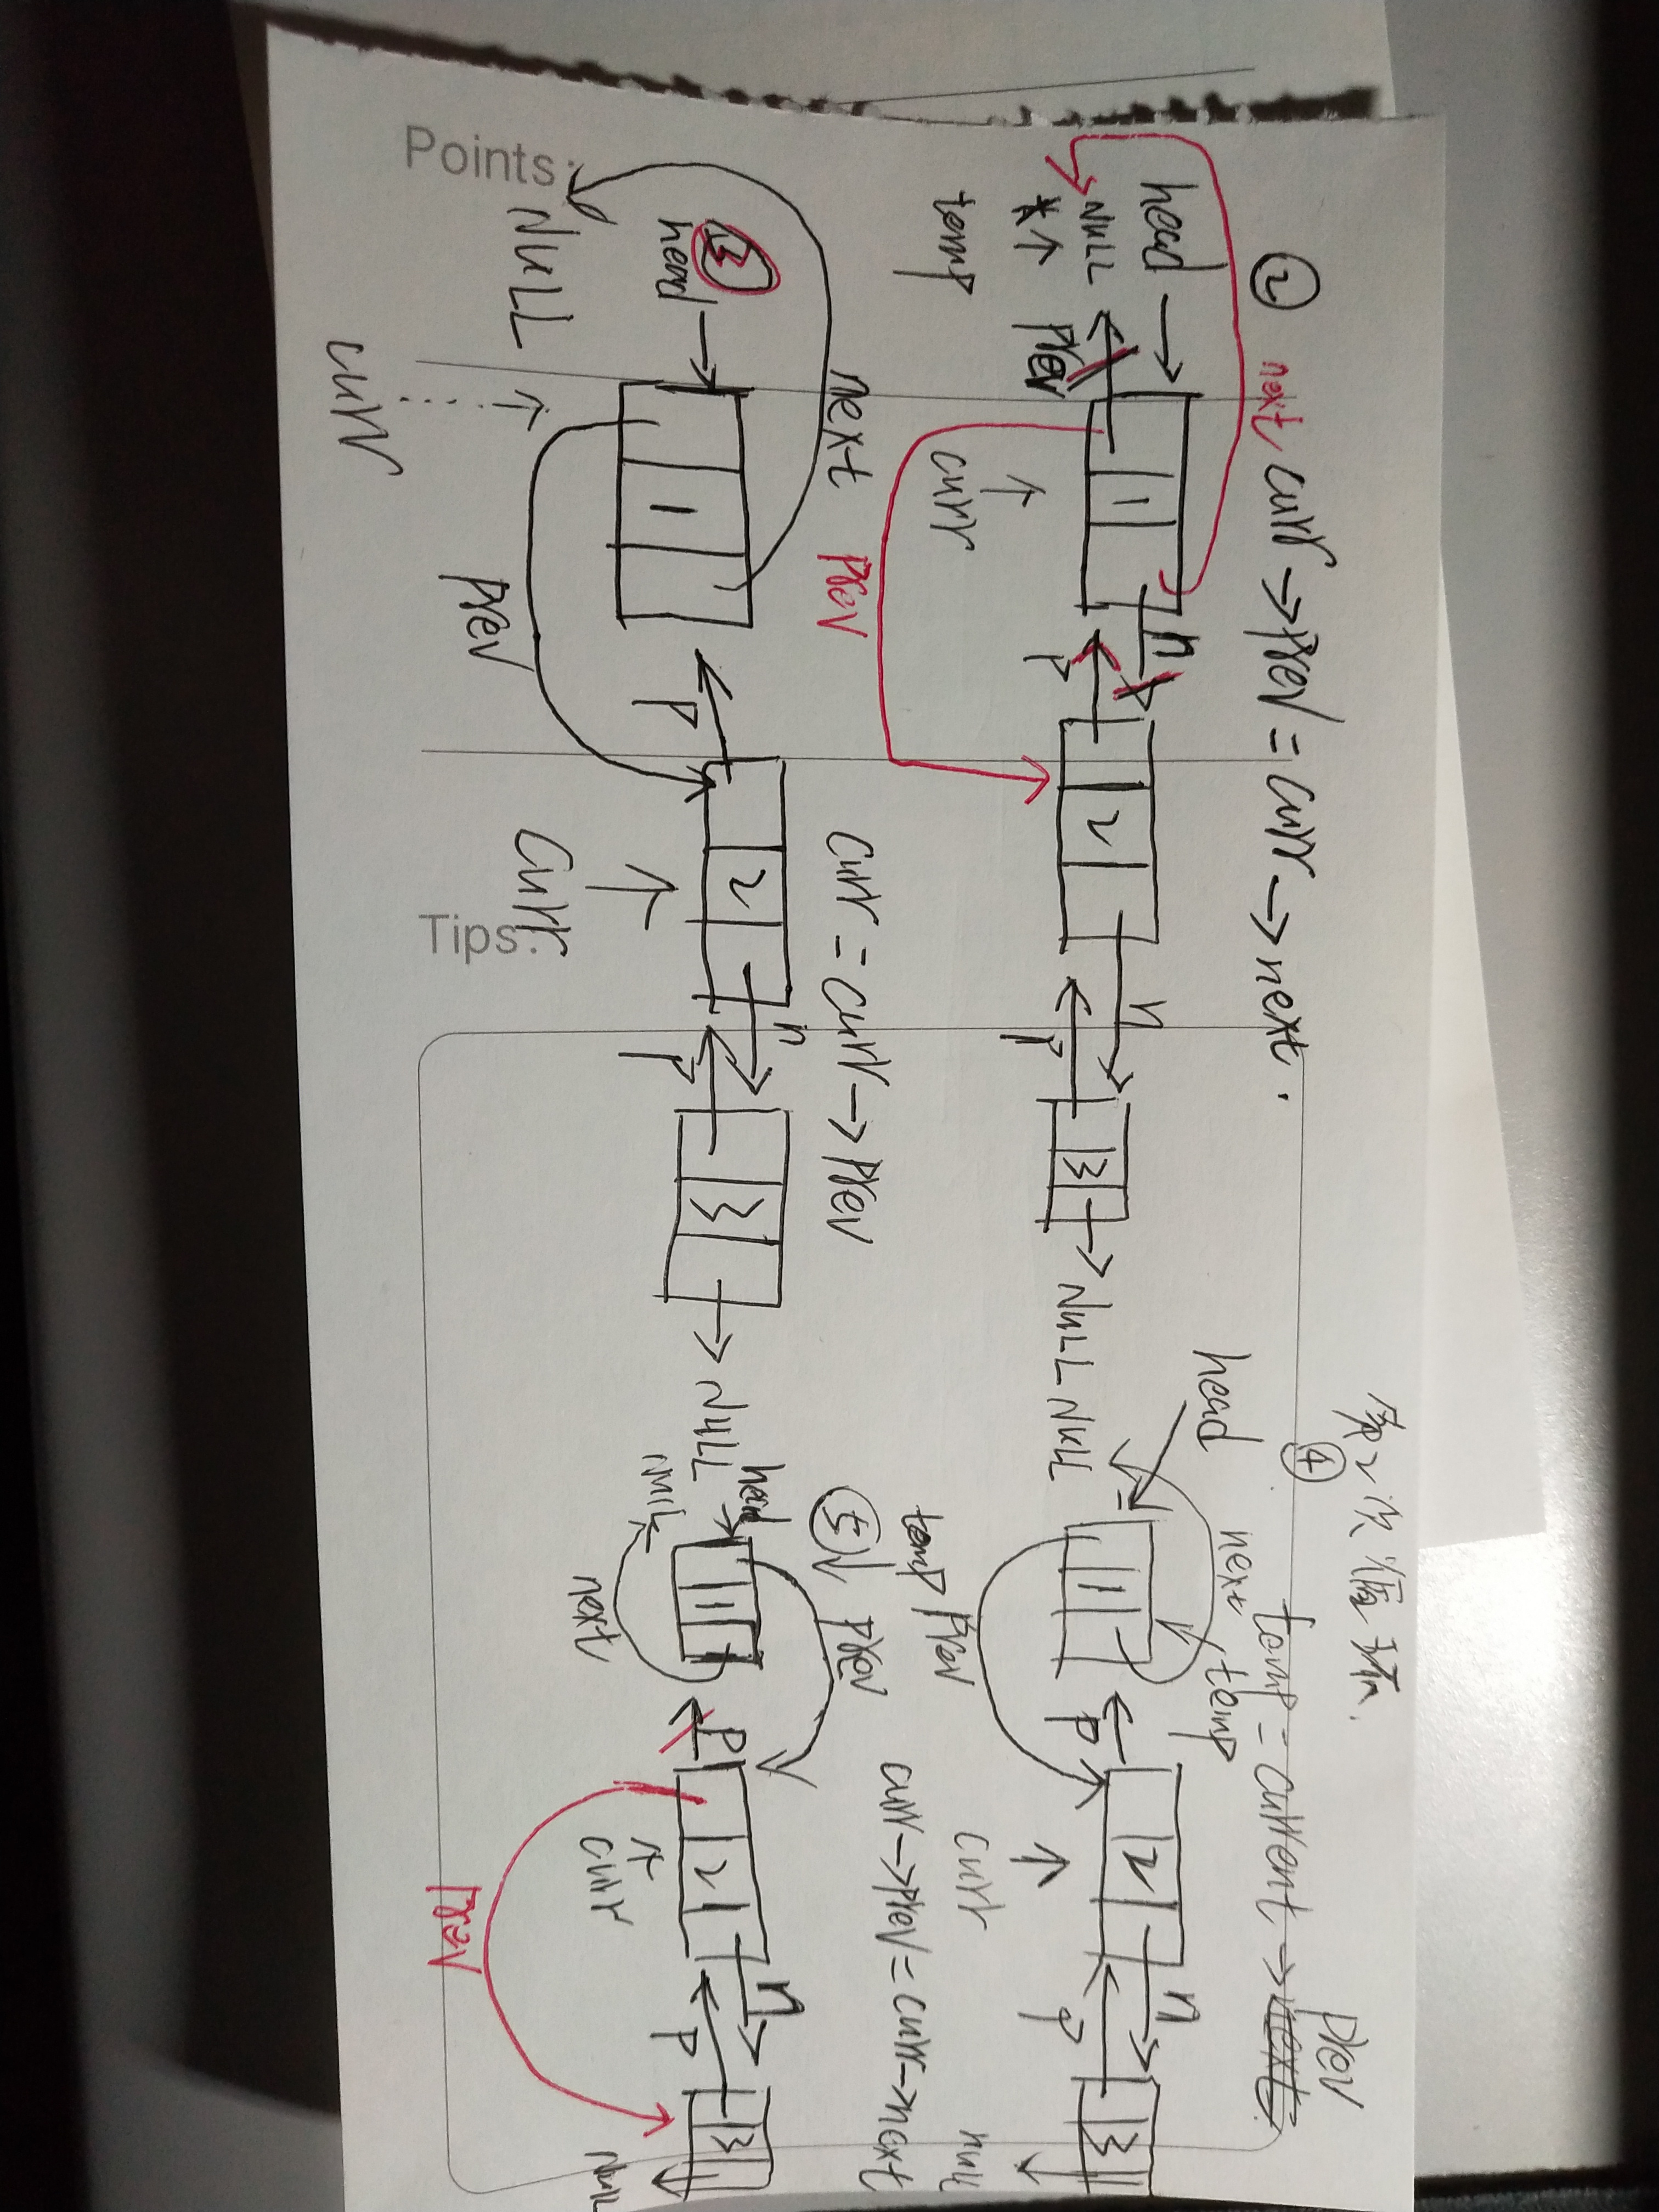 ② next curr → prev = curr → next.
head →
NULL
temp
prev
1
n
p
2
n
p
3
→ NULL
curr
prev
Points:
③
head →
NULL
next
1
curr
prev
p
curr = curr → prev
2
n
p
3
→ NULL
curr
Tips:
第2次循环.
④
temp = current → prev
head
next
temp
NULL
1
p
2
n
p
3
null
temp
prev
curr
⑤
prev
curr → prev = curr → next
head
NULL
1
next
p
2
n
p
3
NULL
curr
prev